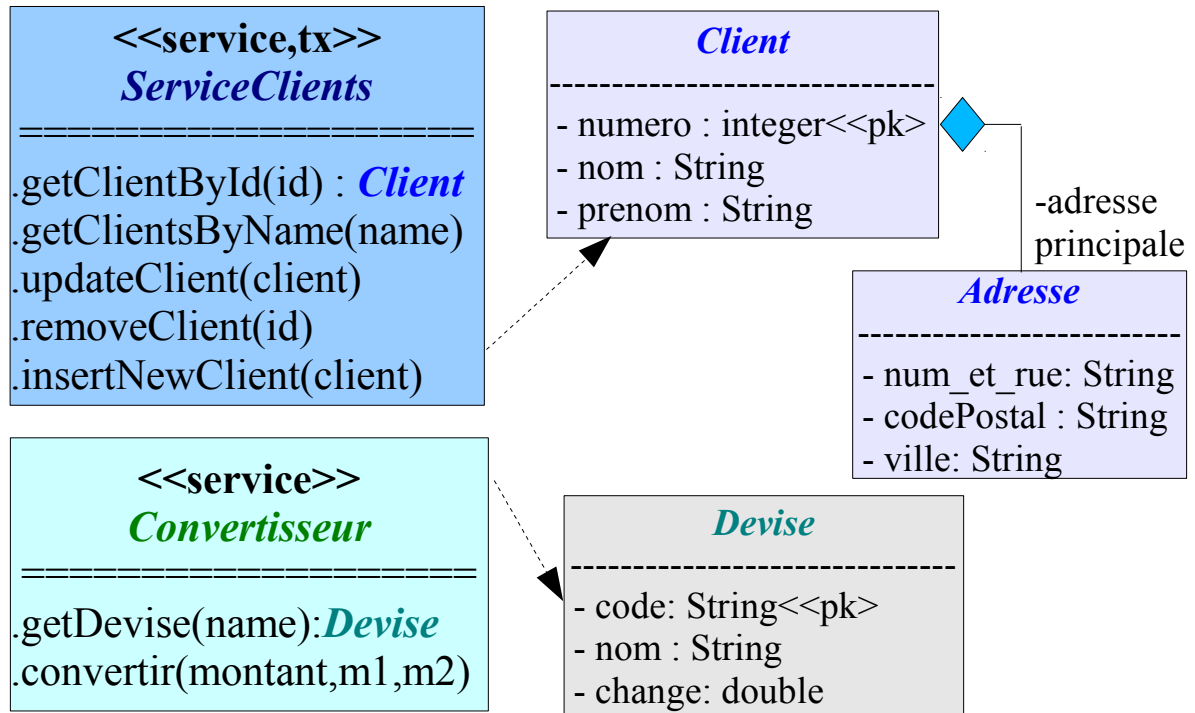 <<service,tx>>
ServiceClients
===================
.getClientById(id) : Client
.getClientsByName(name)
.updateClient(client)
.removeClient(id)
.insertNewClient(client)
Client
------------------------------
- numero : integer<<pk>
- nom : String
- prenom : String
-adresse
principale
Adresse
-------------------------
- num_et_rue: String
- codePostal : String
- ville: String
<<service>>
Convertisseur
===================
.getDevise(name):Devise
.convertir(montant,m1,m2)
Devise
------------------------------
- code: String<<pk>
- nom : String
- change: double